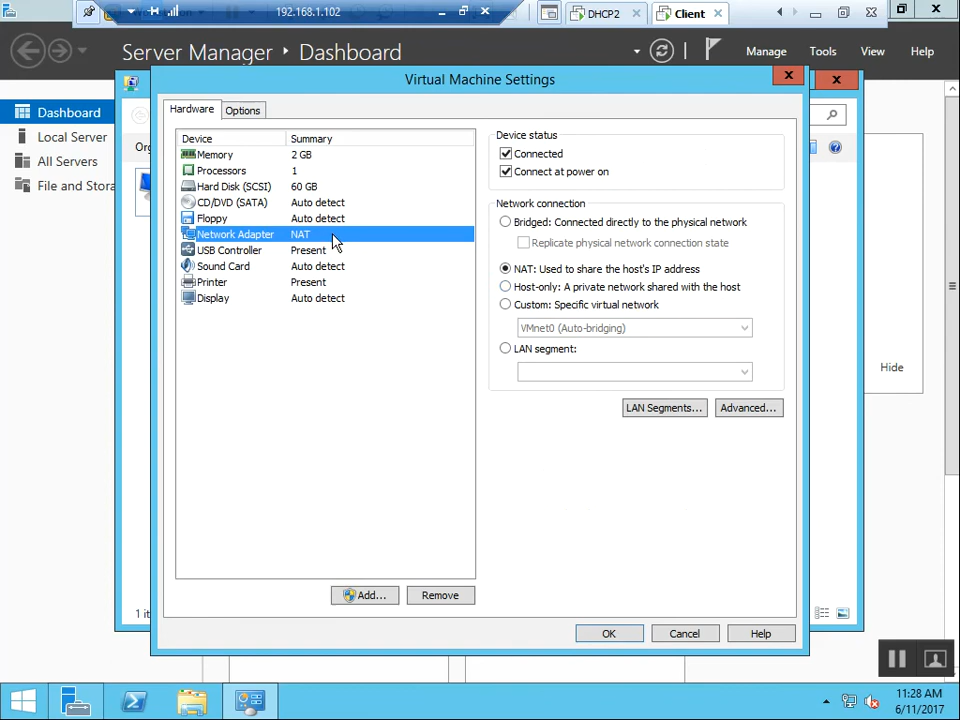 192.168.1.102
DHCP2
Client
Server Manager
Dashboard
Manage
Tools
View
Help
Virtual Machine Settings
Dashboard
Local Server
All Servers
File and Stora
Org
Hardware
Options
Device
Summary
Memory 2 GB
Processors 1
Hard Disk (SCSI) 60 GB
CD/DVD (SATA) Auto detect
Floppy Auto detect
Network Adapter NAT
USB Controller Present
Sound Card Auto detect
Printer Present
Display Auto detect
Device status
Connected
Connect at power on
Network connection
Bridged: Connected directly to the physical network
Replicate physical network connection state
NAT: Used to share the host's IP address
Host-only: A private network shared with the host
Custom: Specific virtual network
VMnet0 (Auto-bridging)
LAN segment:
LAN Segments...
Advanced...
Hide
Add...
Remove
1 it
OK
Cancel
Help
11:28 AM
6/11/2017